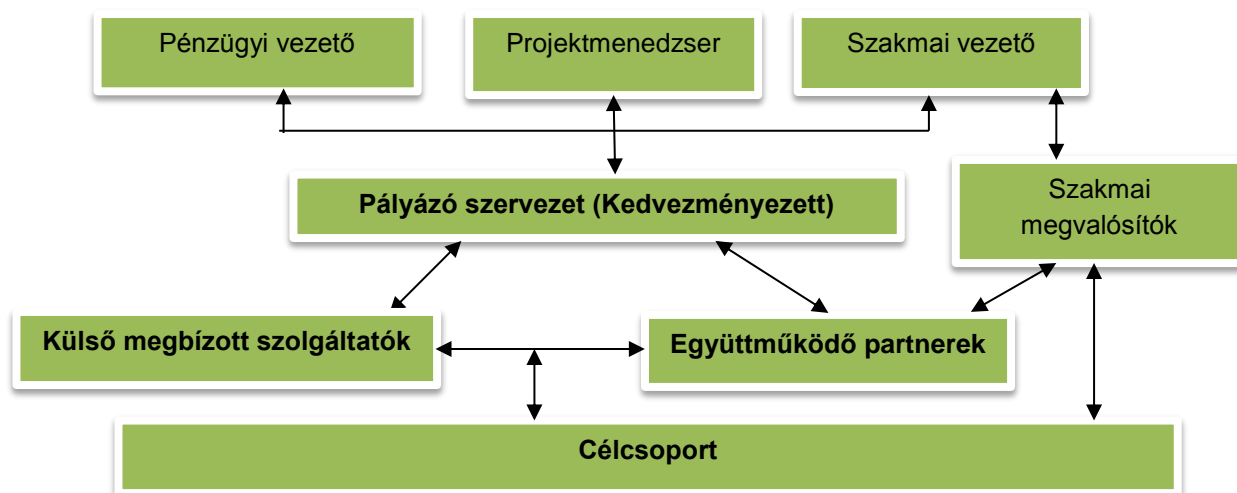 Pénzügyi vezető
Projektmenedzser
Szakmai vezető
Pályázó szervezet (Kedvezményezett)
Szakmai
megvalósítók
Külső megbízott szolgáltatók
Együttműködő partnerek
Célcsoport